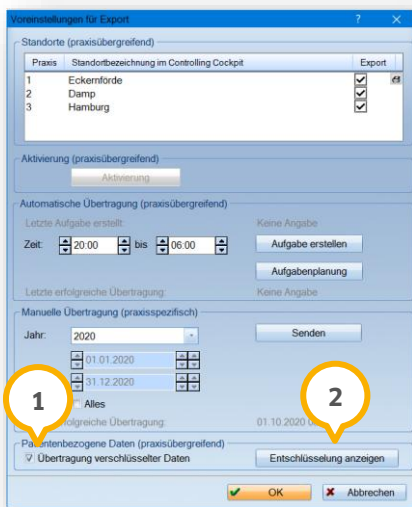 Voreinstellungen für Export ? ×
Standorte (praxisübergreifend)
Praxis Standortbezeichnung im Controlling Cockpit Export
1 Eckernförde
2 Damp
3 Hamburg
Aktivierung (praxisübergreifend)
Aktivierung
Automatische Übertragung (praxisübergreifend)
Letzte Aufgabe erstellt: Keine Angabe
Zeit: 20:00 bis 06:00 Aufgabe erstellen
Aufgabenplanung
Letzte erfolgreiche Übertragung: Keine Angabe
Manuelle Übertragung (praxisspezifisch)
Jahr: 2020 Senden
01.01.2020
31.12.2020
1 Alles 2
Übertragung: 01.10.2020
Patientenbezogene Daten (praxisübergreifend)
Übertragung verschlüsselter Daten Entschlüsselung anzeigen
OK Abbrechen